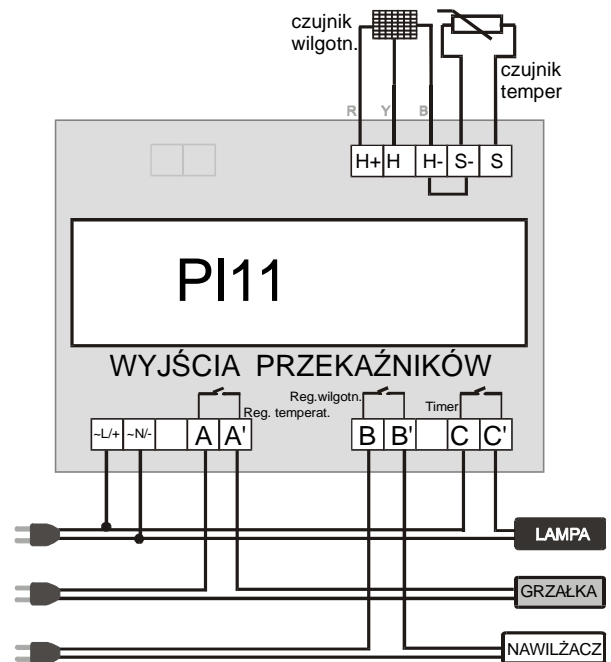 czujnik
wilgotn.
czujnik
temper
R Y B
H+ H H- S- S
PI11
WYJŚCIA PRZEKAŹNIKÓW
Reg. temperat.
Reg.wilgotn.
Timer
~L/+ ~N/- A A' B B' C C'
LAMPA
GRZAŁKA
NAWILŻACZ